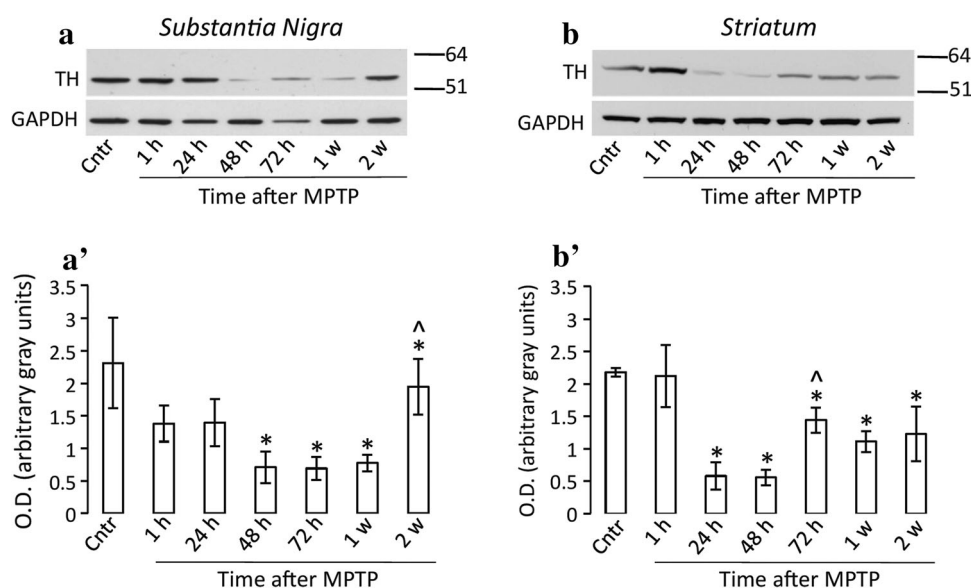 a Substantia Nigra
TH
64
51
GAPDH
Cntr 1 h 24 h 48 h 72 h 1 w 2 w
Time after MPTP
b Striatum
TH
64
51
GAPDH
Cntr 1 h 24 h 48 h 72 h 1 w 2 w
Time after MPTP
a’
O.D. (arbitrary gray units)
3.5
3
2.5
2
1.5
1
0.5
0
* * * ^ *
Cntr 1 h 24 h 48 h 72 h 1 w 2 w
Time after MPTP
b’
O.D. (arbitrary gray units)
3.5
3
2.5
2
1.5
1
0.5
0
* * ^ * * *
Cntr 1 h 24 h 48 h 72 h 1 w 2 w
Time after MPTP